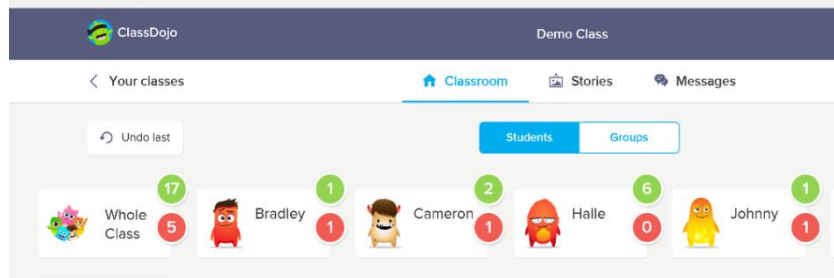 ClassDojo
Demo Class
Your classes
Classroom
Stories
Messages
Undo last
Students
Groups
Whole Class
17
5
Bradley
1
1
Cameron
2
1
Halle
6
0
Johnny
1
1